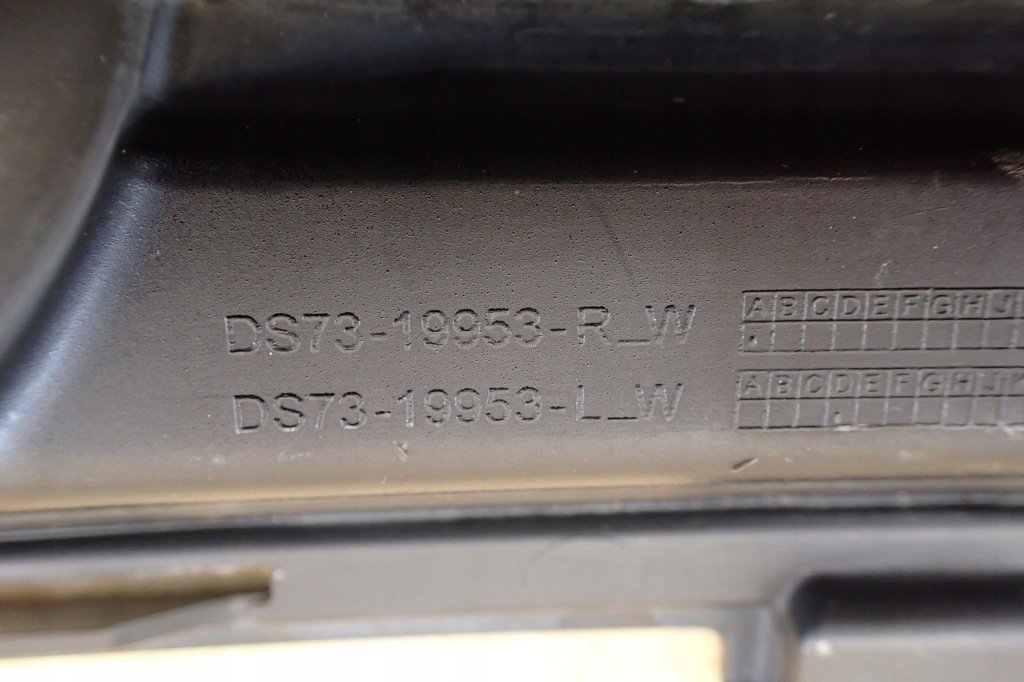 DS73-19953-R_W
A B C D E F G H J
DS73-19953-L_W
A B C D E F G H J